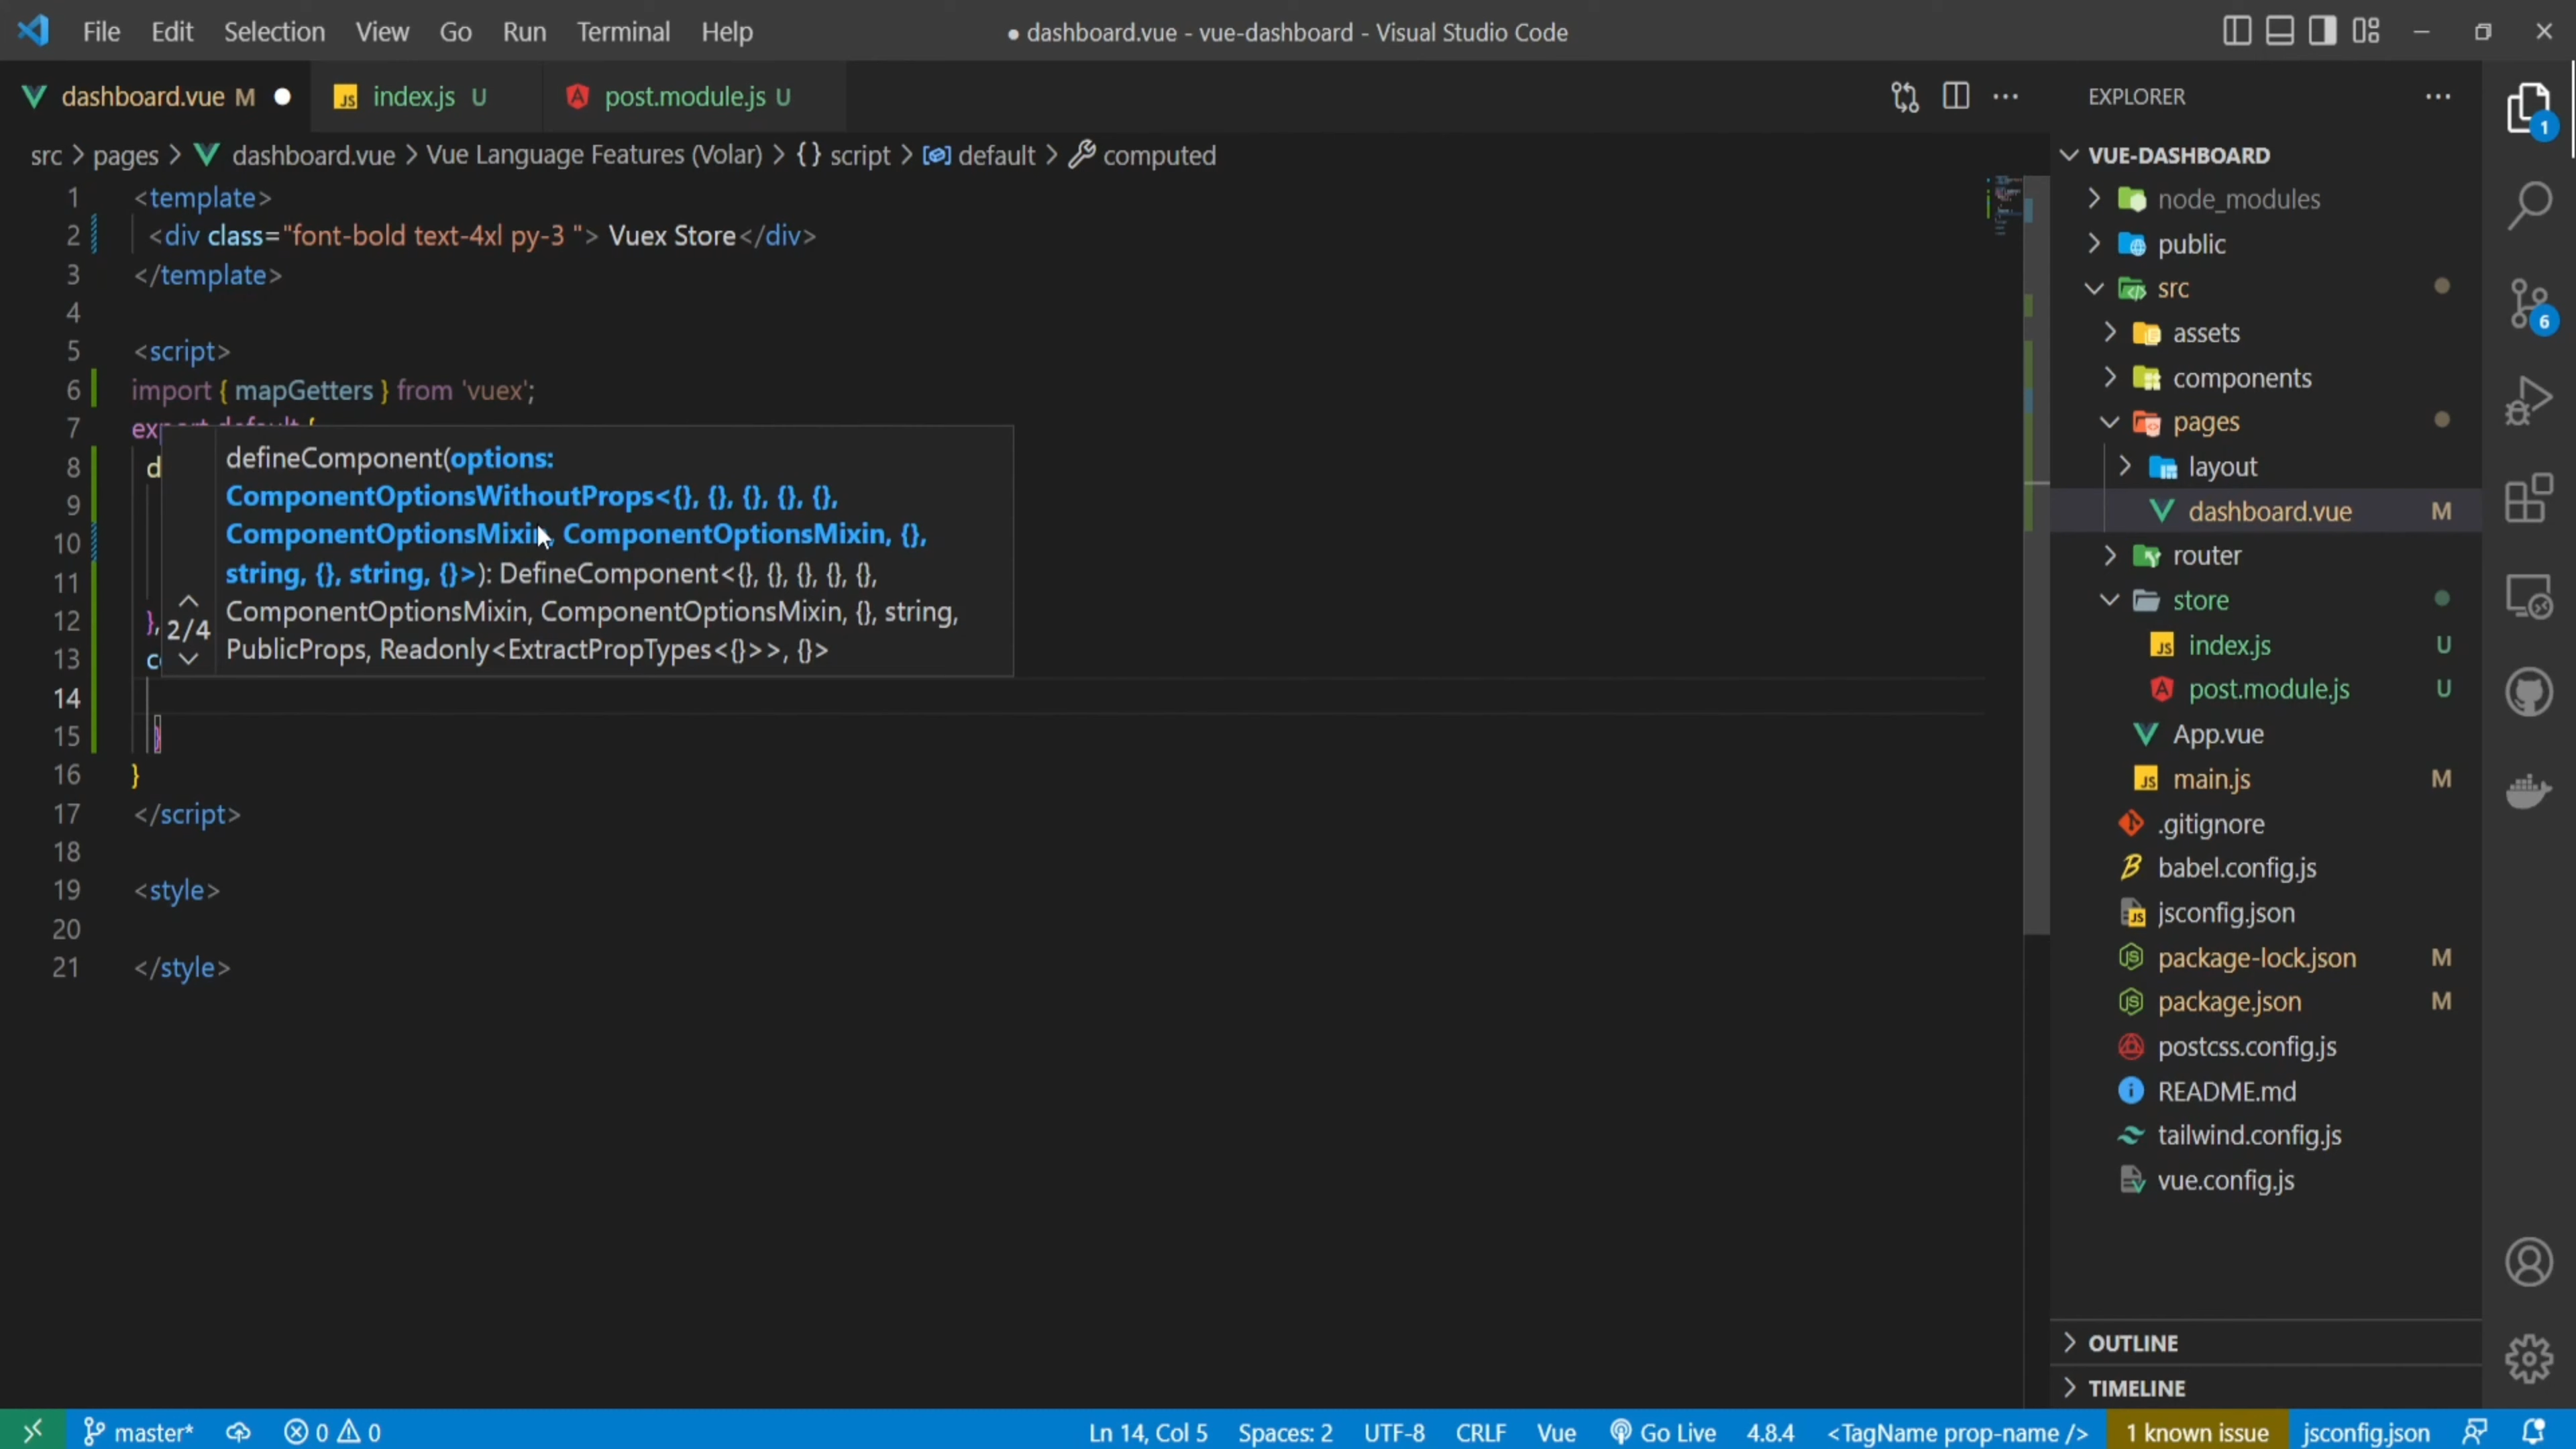 File Edit Selection View Go Run Terminal Help
● dashboard.vue - vue-dashboard - Visual Studio Code
dashboard.vue M
index.js U
post.module.js U
src > pages > dashboard.vue > Vue Language Features (Volar) > {} script > default > computed
1 <template>
2 <div class="font-bold text-4xl py-3 "> Vuex Store</div>
3 </template>
4
5 <script>
6 import { mapGetters } from 'vuex';
7 export default {
8 d
9
10
11
12 },
13 co
14
15 }
16 }
17 </script>
18
19 <style>
20
21 </style>
defineComponent(options:
ComponentOptionsWithoutProps<{}, {}, {}, {}, {},
ComponentOptionsMixin, ComponentOptionsMixin, {},
string, {}, string, {}>): DefineComponent<{}, {}, {}, {}, {},
ComponentOptionsMixin, ComponentOptionsMixin, {}, string,
PublicProps, Readonly<ExtractPropTypes<{}>>, {}>
2/4
EXPLORER
VUE-DASHBOARD
node_modules
public
src
assets
components
pages
layout
dashboard.vue M
router
store
index.js U
post.module.js U
App.vue
main.js M
.gitignore
babel.config.js
jsconfig.json
package-lock.json M
package.json M
postcss.config.js
README.md
tailwind.config.js
vue.config.js
OUTLINE
TIMELINE
1
6
master*
0 0
Ln 14, Col 5
Spaces: 2
UTF-8
CRLF
Vue
Go Live
4.8.4
<TagName prop-name />
1 known issue
jsconfig.json